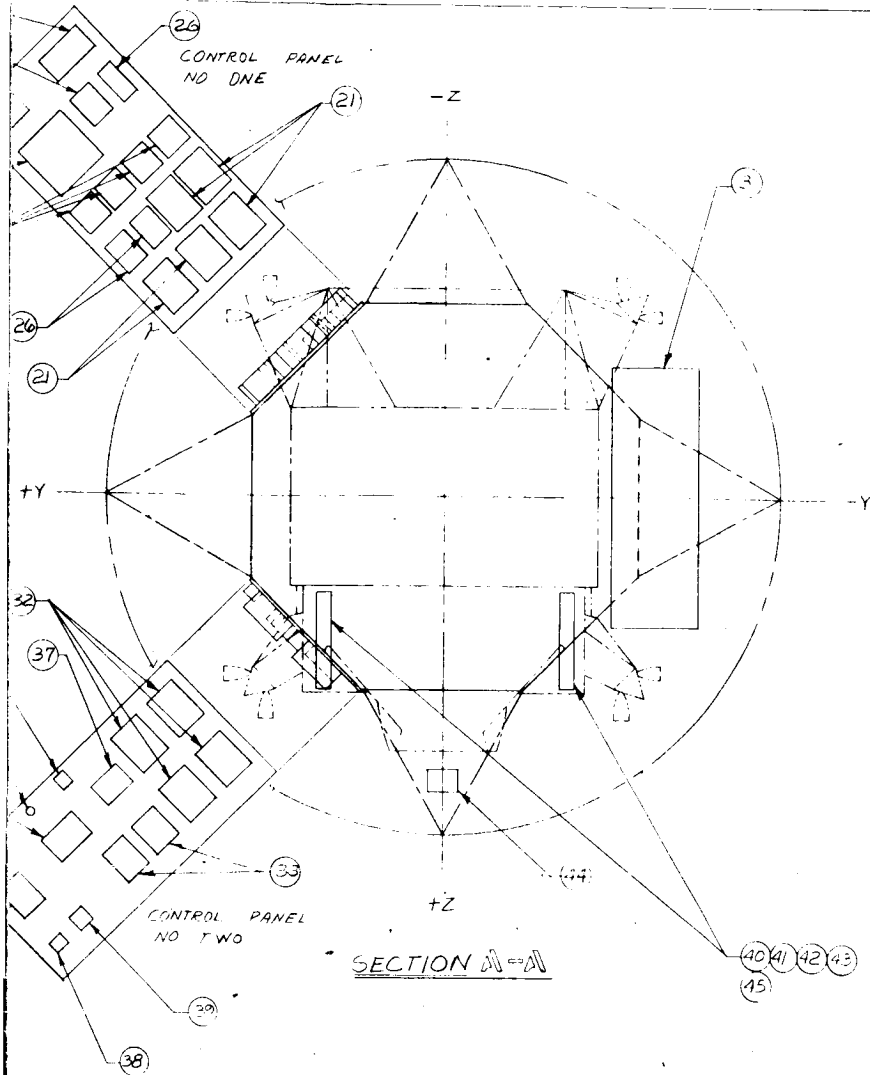 26
CONTROL PANEL
NO ONE
21
-Z
3
26
21
+Y
-Y
32
37
33
44
+Z
CONTROL PANEL
NO TWO
SECTION A-A
40 41 42 43
45
39
38